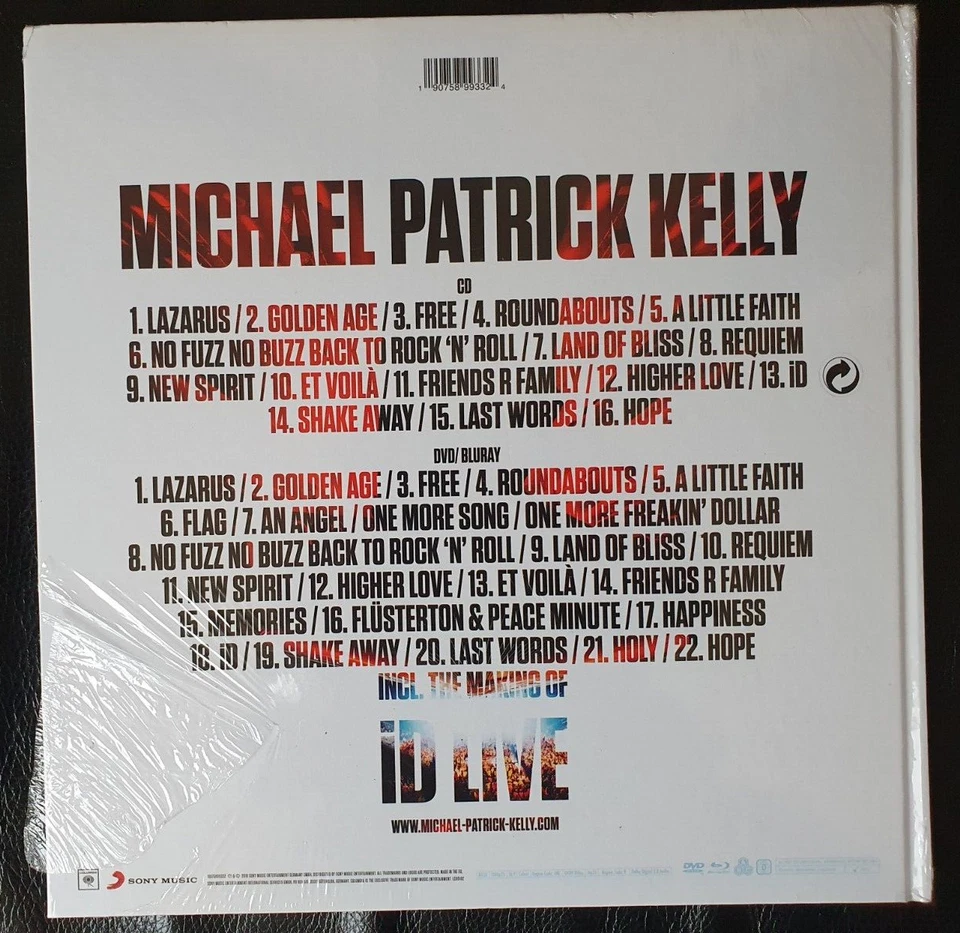 1 90758 99332 4
MICHAEL PATRICK KELLY
CD
1. LAZARUS / 2. GOLDEN AGE / 3. FREE / 4. ROUNDABOUTS / 5. A LITTLE FAITH
6. NO FUZZ NO BUZZ BACK TO ROCK ‘N’ ROLL / 7. LAND OF BLISS / 8. REQUIEM
9. NEW SPIRIT / 10. ET VOILÀ / 11. FRIENDS R FAMILY / 12. HIGHER LOVE / 13. iD
14. SHAKE AWAY / 15. LAST WORDS / 16. HOPE
DVD/ BLURAY
1. LAZARUS / 2. GOLDEN AGE / 3. FREE / 4. ROUNDABOUTS / 5. A LITTLE FAITH
6. FLAG / 7. AN ANGEL / ONE MORE SONG / ONE MORE FREAKIN’ DOLLAR
8. NO FUZZ NO BUZZ BACK TO ROCK ‘N’ ROLL / 9. LAND OF BLISS / 10. REQUIEM
11. NEW SPIRIT / 12. HIGHER LOVE / 13. ET VOILÀ / 14. FRIENDS R FAMILY
15. MEMORIES / 16. FLÜSTERTON & PEACE MINUTE / 17. HAPPINESS
18. iD / 19. SHAKE AWAY / 20. LAST WORDS / 21. HOLY / 22. HOPE
INCL. THE MAKING OF
iD LIVE
WWW.MICHAEL-PATRICK-KELLY.COM
SONY MUSIC
DVD